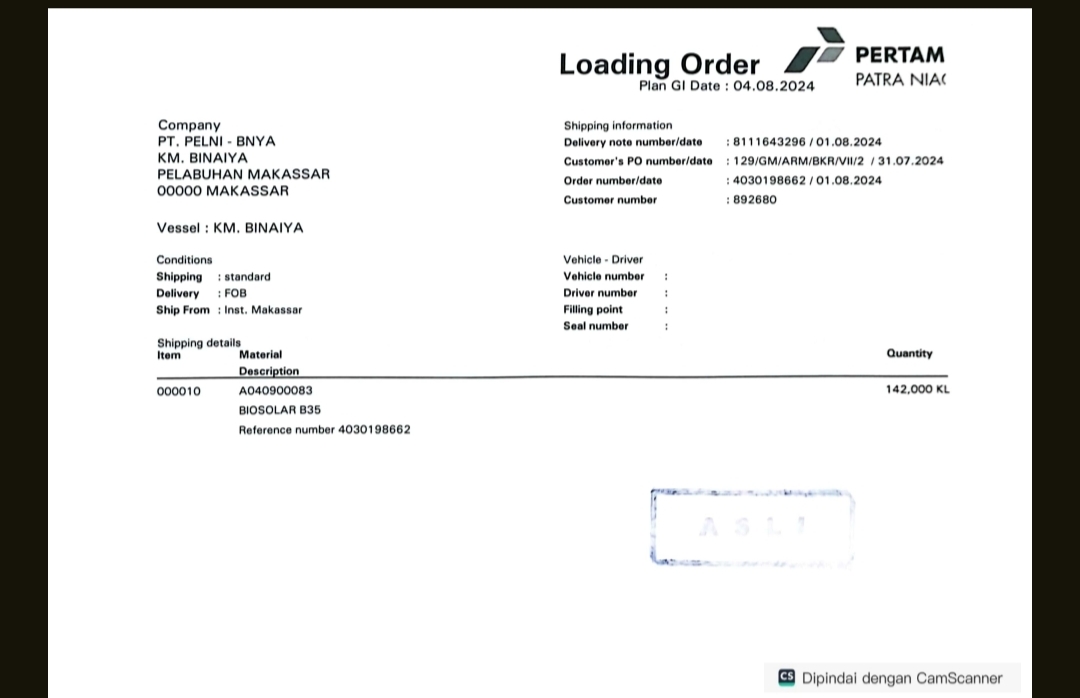 Loading Order
Plan GI Date : 04.08.2024
PERTAM
PATRA NIA
Company
PT. PELNI - BNYA
KM. BINAIYA
PELABUHAN MAKASSAR
00000 MAKASSAR
Vessel : KM. BINAIYA
Shipping information
Delivery note number/date : 8111643296 / 01.08.2024
Customer's PO number/date : 129/GM/ARM/BKR/VII/2 / 31.07.2024
Order number/date : 4030198662 / 01.08.2024
Customer number : 892680
Conditions
Shipping : standard
Delivery : FOB
Ship From : Inst. Makassar
Vehicle - Driver
Vehicle number :
Driver number :
Filling point :
Seal number :
Shipping details
Item Material Quantity
Description
000010 A040900083 142,000 KL
BIOSOLAR B35
Reference number 4030198662
ASLI
CS Dipindai dengan CamScanner